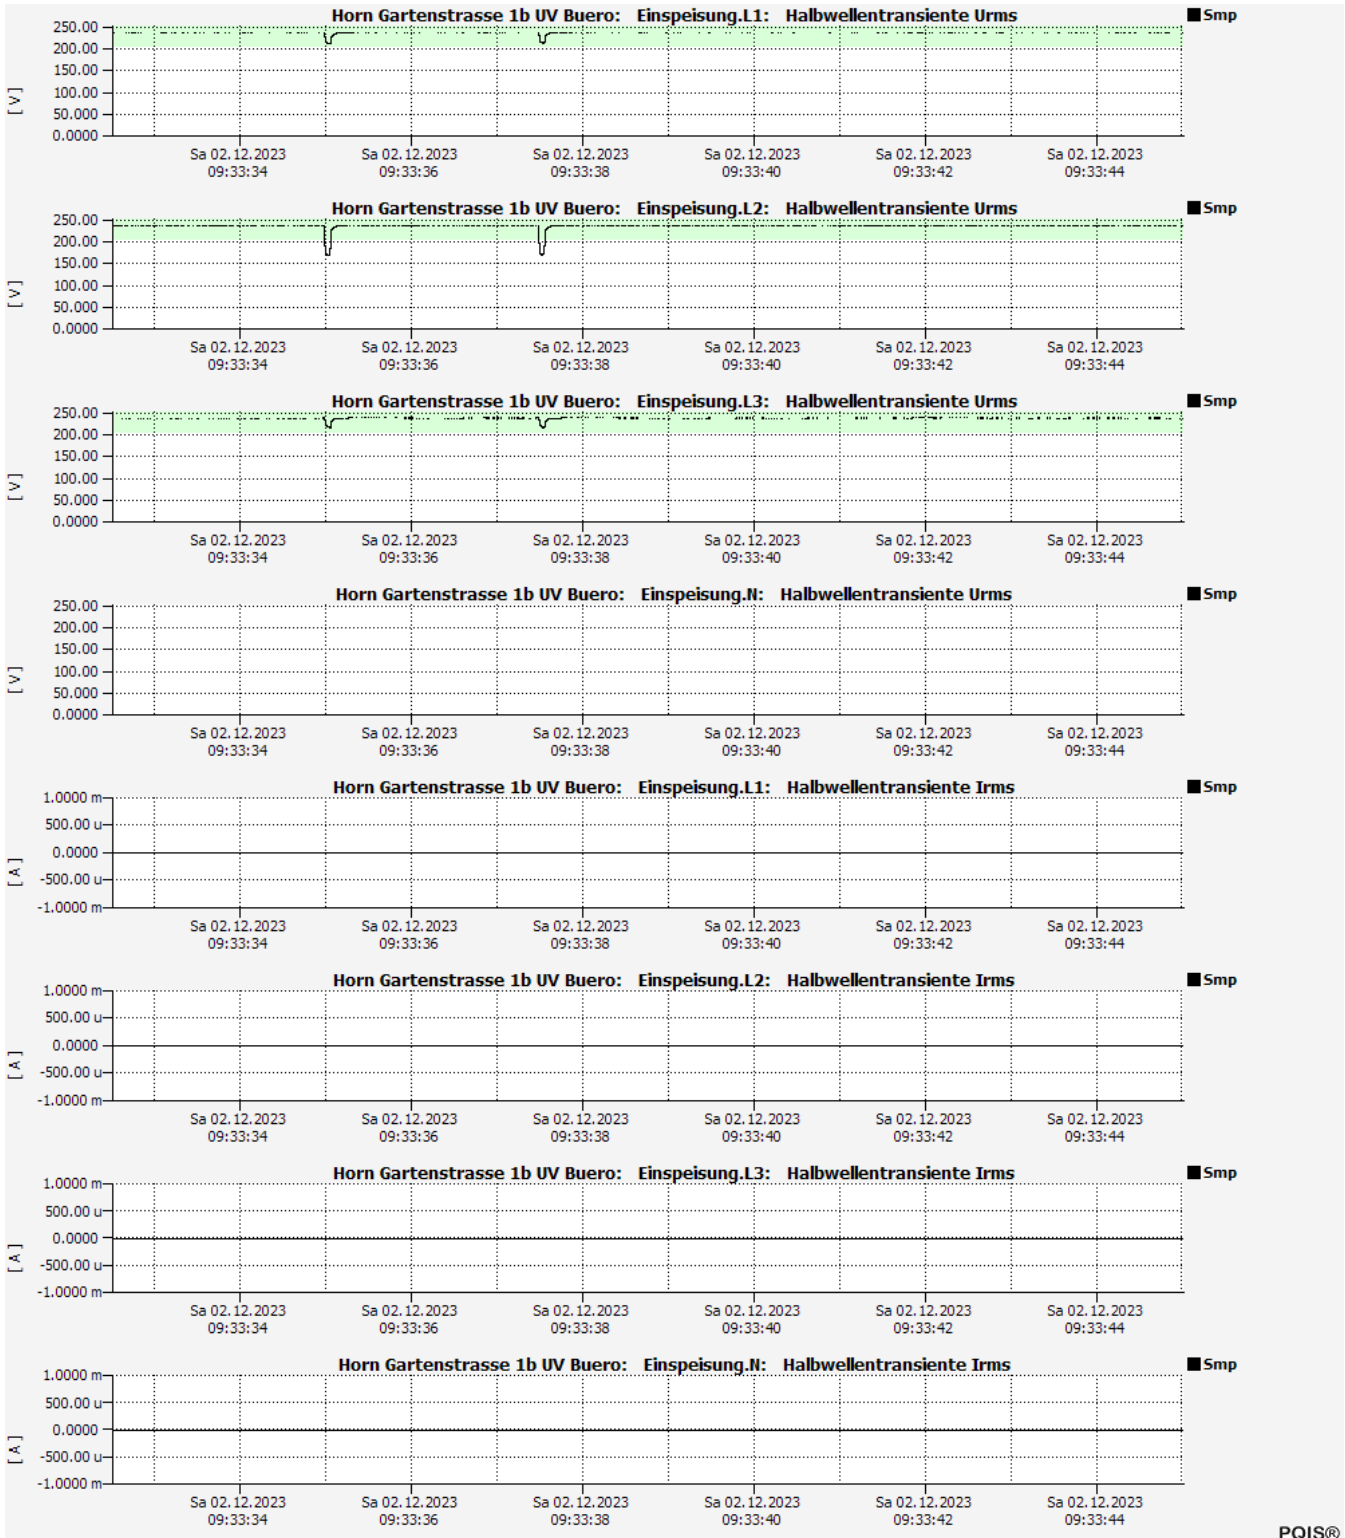 Horn Gartenstrasse 1b UV Buero: Einspeisung.L1: Halbwellentransiente Urms
Smp
250.00
200.00
150.00
100.00
50.000
0.0000
[ V ]
Sa 02.12.2023 Sa 02.12.2023 Sa 02.12.2023 Sa 02.12.2023 Sa 02.12.2023 Sa 02.12.2023
09:33:34 09:33:36 09:33:38 09:33:40 09:33:42 09:33:44
Horn Gartenstrasse 1b UV Buero: Einspeisung.L2: Halbwellentransiente Urms
Smp
250.00
200.00
150.00
100.00
50.000
0.0000
[ V ]
Sa 02.12.2023 Sa 02.12.2023 Sa 02.12.2023 Sa 02.12.2023 Sa 02.12.2023 Sa 02.12.2023
09:33:34 09:33:36 09:33:38 09:33:40 09:33:42 09:33:44
Horn Gartenstrasse 1b UV Buero: Einspeisung.L3: Halbwellentransiente Urms
Smp
250.00
200.00
150.00
100.00
50.000
0.0000
[ V ]
Sa 02.12.2023 Sa 02.12.2023 Sa 02.12.2023 Sa 02.12.2023 Sa 02.12.2023 Sa 02.12.2023
09:33:34 09:33:36 09:33:38 09:33:40 09:33:42 09:33:44
Horn Gartenstrasse 1b UV Buero: Einspeisung.N: Halbwellentransiente Urms
Smp
250.00
200.00
150.00
100.00
50.000
0.0000
[ V ]
Sa 02.12.2023 Sa 02.12.2023 Sa 02.12.2023 Sa 02.12.2023 Sa 02.12.2023 Sa 02.12.2023
09:33:34 09:33:36 09:33:38 09:33:40 09:33:42 09:33:44
Horn Gartenstrasse 1b UV Buero: Einspeisung.L1: Halbwellentransiente Irms
Smp
1.0000 m
500.00 u
0.0000
-500.00 u
-1.0000 m
[ A ]
Sa 02.12.2023 Sa 02.12.2023 Sa 02.12.2023 Sa 02.12.2023 Sa 02.12.2023 Sa 02.12.2023
09:33:34 09:33:36 09:33:38 09:33:40 09:33:42 09:33:44
Horn Gartenstrasse 1b UV Buero: Einspeisung.L2: Halbwellentransiente Irms
Smp
1.0000 m
500.00 u
0.0000
-500.00 u
-1.0000 m
[ A ]
Sa 02.12.2023 Sa 02.12.2023 Sa 02.12.2023 Sa 02.12.2023 Sa 02.12.2023 Sa 02.12.2023
09:33:34 09:33:36 09:33:38 09:33:40 09:33:42 09:33:44
Horn Gartenstrasse 1b UV Buero: Einspeisung.L3: Halbwellentransiente Irms
Smp
1.0000 m
500.00 u
0.0000
-500.00 u
-1.0000 m
[ A ]
Sa 02.12.2023 Sa 02.12.2023 Sa 02.12.2023 Sa 02.12.2023 Sa 02.12.2023 Sa 02.12.2023
09:33:34 09:33:36 09:33:38 09:33:40 09:33:42 09:33:44
Horn Gartenstrasse 1b UV Buero: Einspeisung.N: Halbwellentransiente Irms
Smp
1.0000 m
500.00 u
0.0000
-500.00 u
-1.0000 m
[ A ]
Sa 02.12.2023 Sa 02.12.2023 Sa 02.12.2023 Sa 02.12.2023 Sa 02.12.2023 Sa 02.12.2023
09:33:34 09:33:36 09:33:38 09:33:40 09:33:42 09:33:44
PQIS®